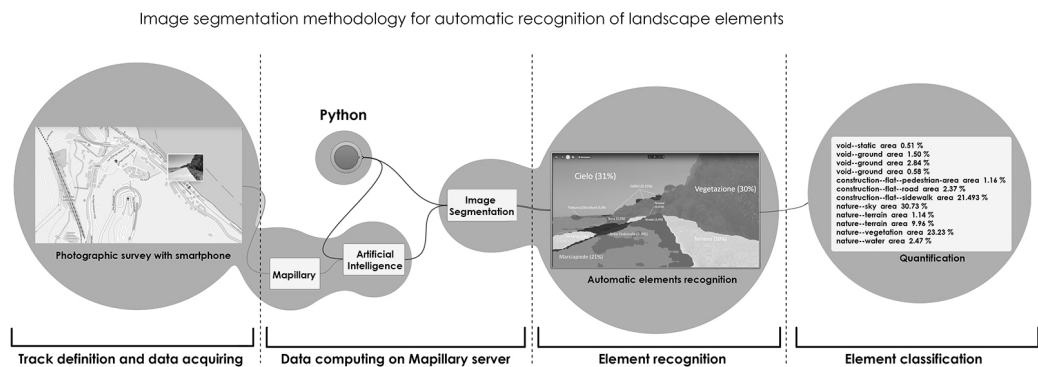 Image segmentation methodology for automatic recognition of landscape elements
Photographic survey with smartphone
Python
Mapillary
Artificial
Intelligence
Image
Segmentation
Cielo (31%)
Vegetazione (30%)
Terreno (10%)
Marciapiede (21%)
Automatic elements recognition
void--static area 0.51 %
void--ground area 1.50 %
void--ground area 2.84 %
void--ground area 0.58 %
construction--flat--pedestrian-area area 1.16 %
construction--flat--road area 2.37 %
construction--flat--sidewalk area 21.493 %
nature--sky area 30.73 %
nature--terrain area 1.14 %
nature--terrain area 9.96 %
nature--vegetation area 23.23 %
nature--water area 2.47 %
Quantification
Track definition and data acquiring
Data computing on Mapillary server
Element recognition
Element classification